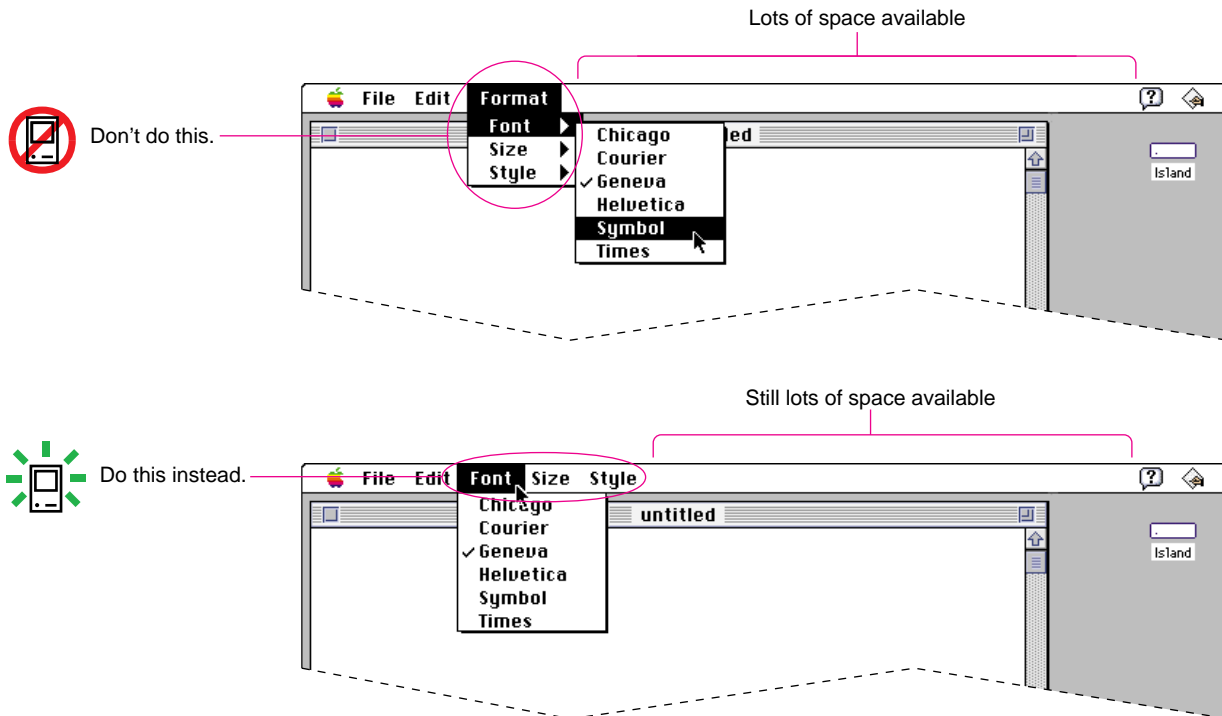 Lots of space available
File Edit Format
Don't do this.
Font
Size
Style
Chicago
Courier
Geneva
Helvetica
Symbol
Times
led
Island
Still lots of space available
Do this instead.
File Edit Font Size Style
Chicago
Courier
Geneva
Helvetica
Symbol
Times
untitled
Island